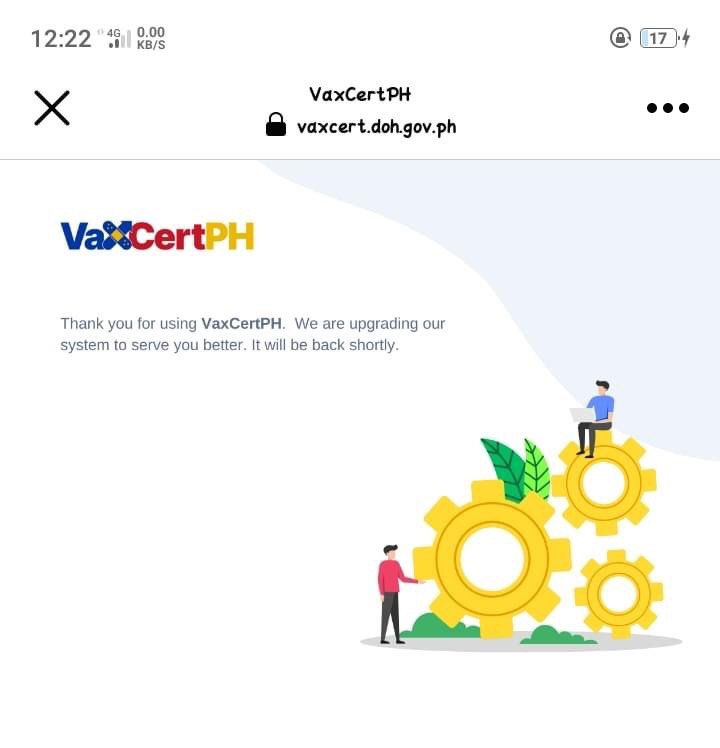 12:22 4G 0.00 KB/S 17
VaxCertPH
vaxcert.doh.gov.ph
VaxCertPH
Thank you for using VaxCertPH. We are upgrading our
system to serve you better. It will be back shortly.